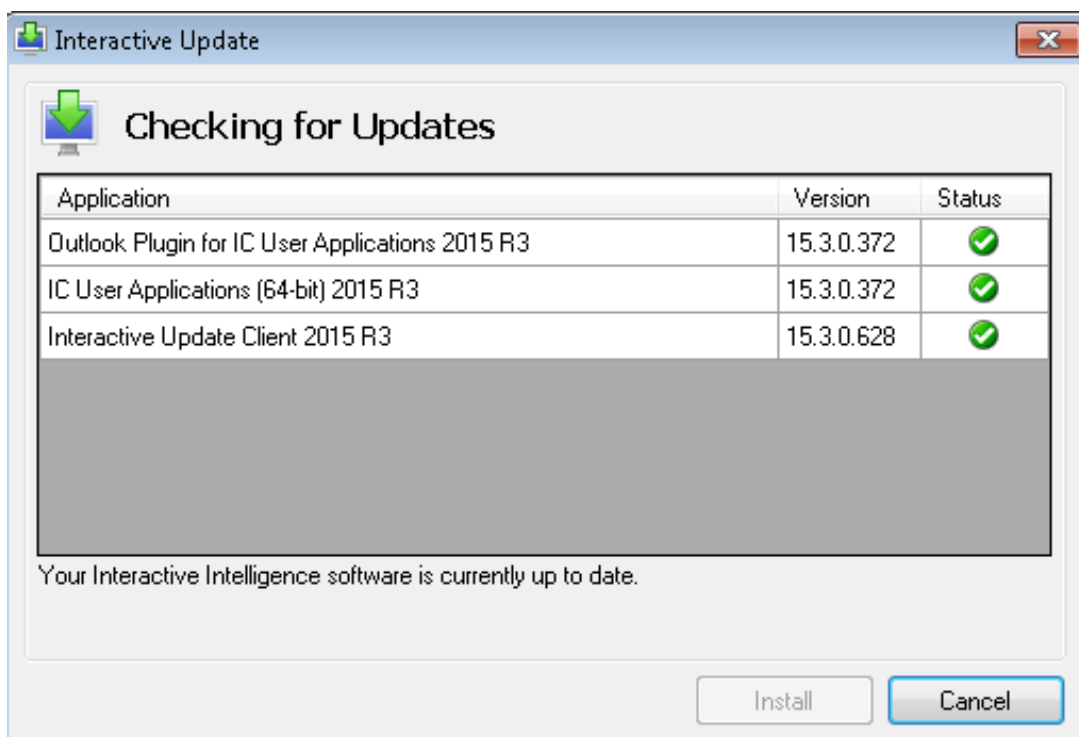 Interactive Update
Checking for Updates
Application Version Status
Outlook Plugin for IC User Applications 2015 R3 15.3.0.372
IC User Applications (64-bit) 2015 R3 15.3.0.372
Interactive Update Client 2015 R3 15.3.0.628
Your Interactive Intelligence software is currently up to date.
Install Cancel